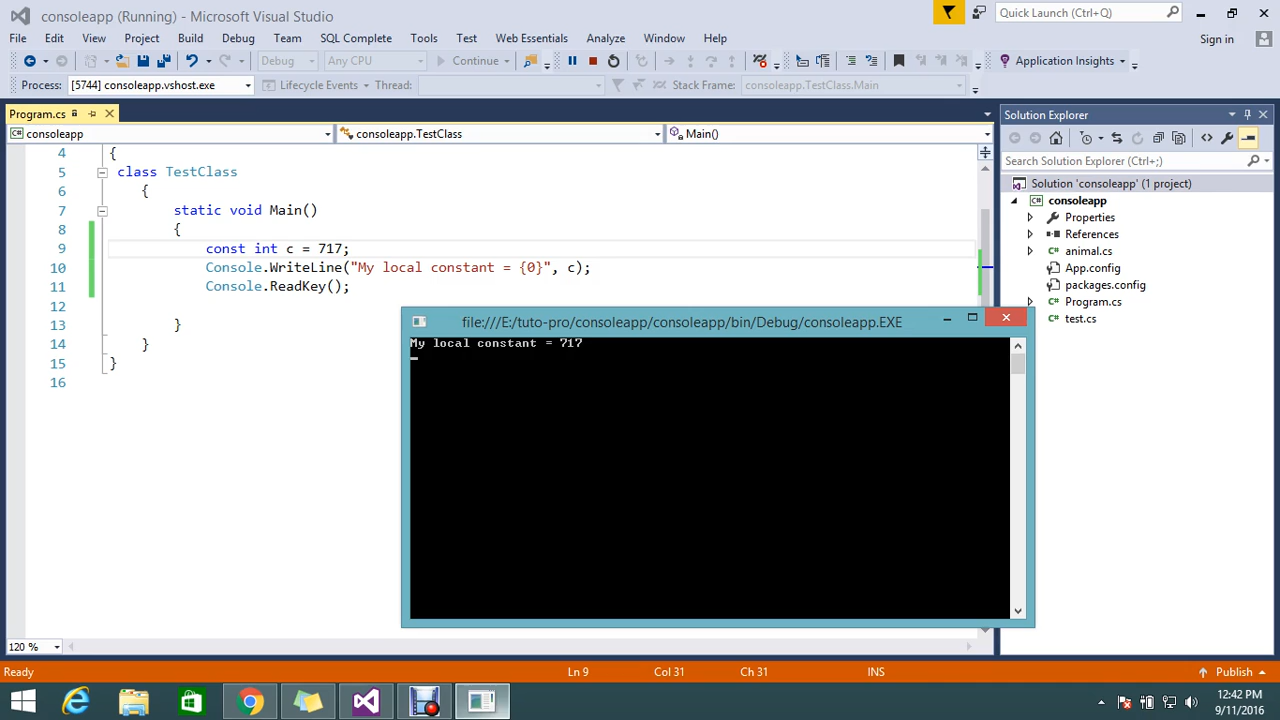 consoleapp (Running) - Microsoft Visual Studio
Quick Launch (Ctrl+Q)
File Edit View Project Build Debug Team SQL Complete Tools Test Web Essentials Analyze Window Help
Sign in
Debug Any CPU Continue Application Insights
Process: [5744] consoleapp.vshost.exe Lifecycle Events Thread: Stack Frame: consoleapp.TestClass.Main
Program.cs
consoleapp consoleapp.TestClass Main()
4 {
5 class TestClass
6 {
7 static void Main()
8 {
9 const int c = 717;
10 Console.WriteLine("My local constant = {0}", c);
11 Console.ReadKey();
12
13 }
14 }
15 }
16
file:///E:/tuto-pro/consoleapp/consoleapp/bin/Debug/consoleapp.EXE
My local constant = 717
Solution Explorer
Search Solution Explorer (Ctrl+;)
Solution 'consoleapp' (1 project)
consoleapp
Properties
References
animal.cs
App.config
packages.config
Program.cs
test.cs
120 %
Ready Ln 9 Col 31 Ch 31 INS Publish
12:42 PM
9/11/2016